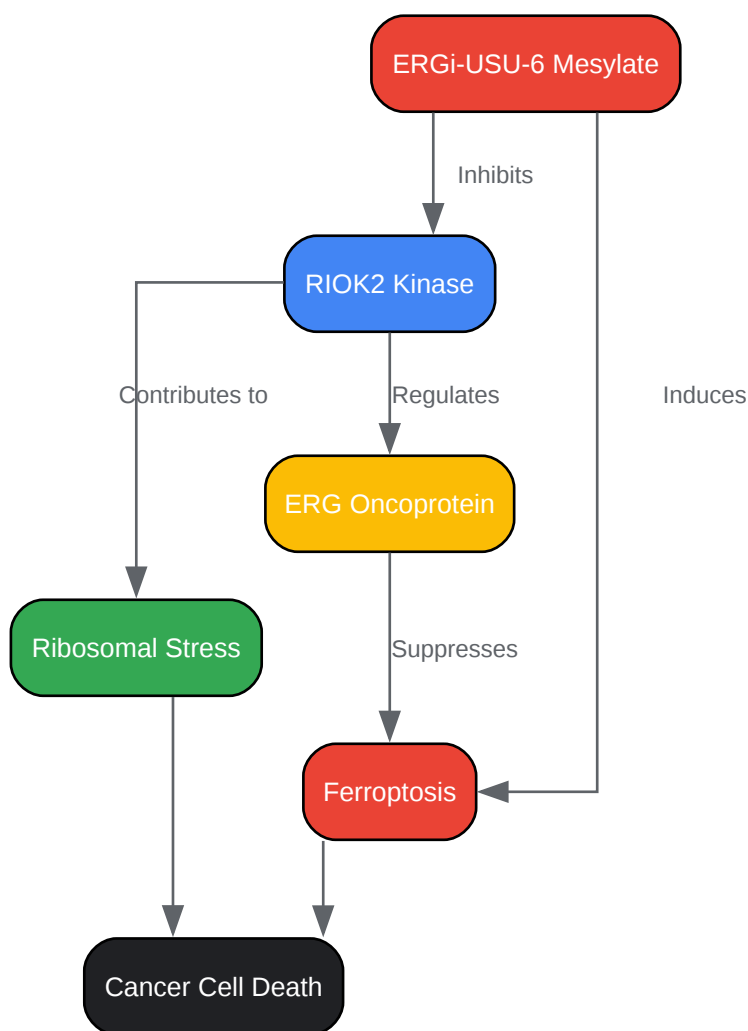 ERGi-USU-6 Mesylate
Inhibits
RIOK2 Kinase
Contributes to
Regulates
Induces
ERG Oncoprotein
Ribosomal Stress
Suppresses
Ferroptosis
Cancer Cell Death